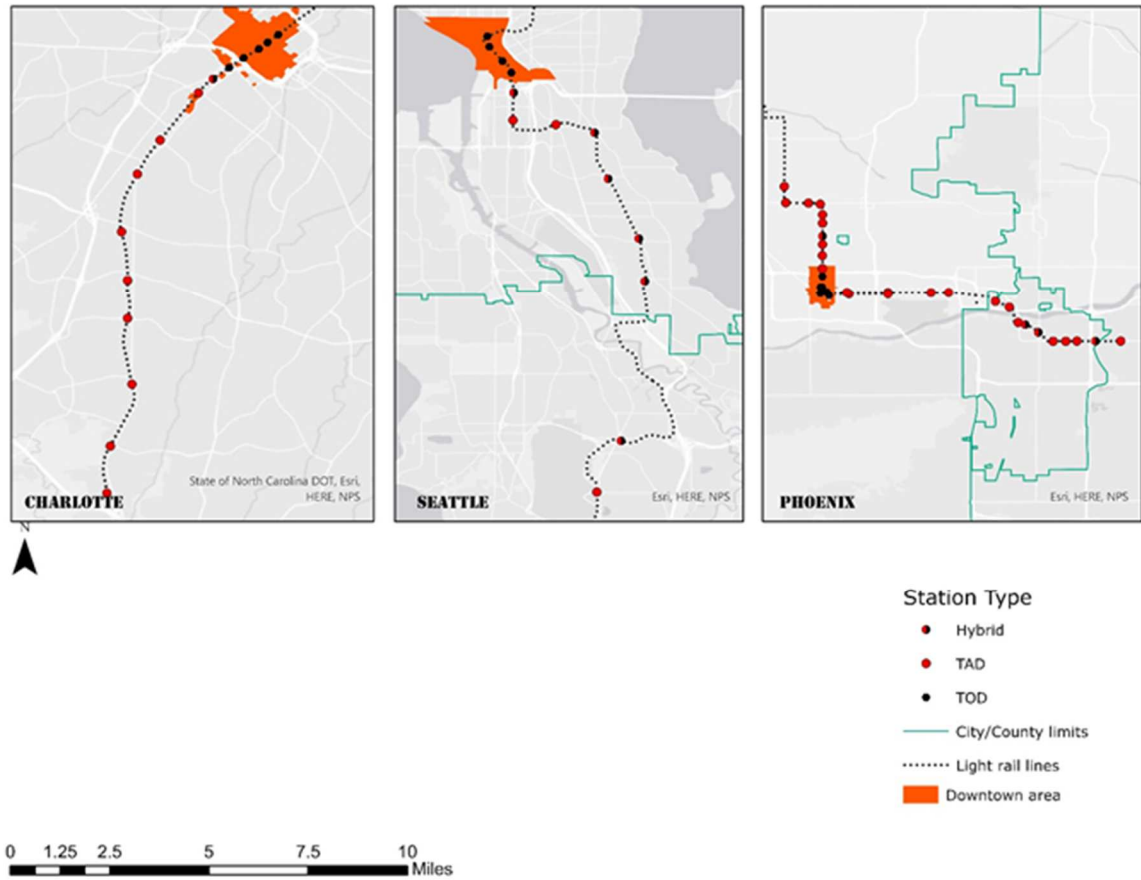 State of North Carolina DOT, Esri,
HERE, NPS
CHARLOTTE
Esri, HERE, NPS
SEATTLE
Esri, HERE, NPS
PHOENIX
N
Station Type
Hybrid
TAD
TOD
City/County limits
Light rail lines
Downtown area
0 1.25 2.5 5 7.5 10
Miles